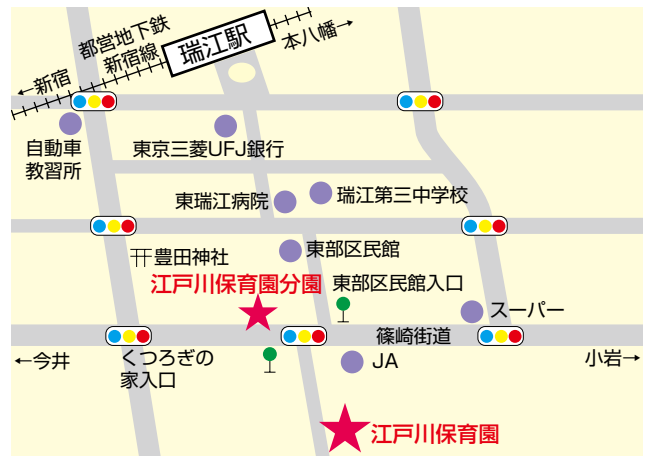 都営地下鉄
新宿線
瑞江駅
本八幡→
←新宿
自動車
教習所
東京三菱UFJ銀行
東瑞江病院
瑞江第三中学校
豊田神社
東部区民館
江戸川保育園分園
東部区民館入口
スーパー
篠崎街道
←今井
くつろぎの
家入口
JA
小岩→
江戸川保育園